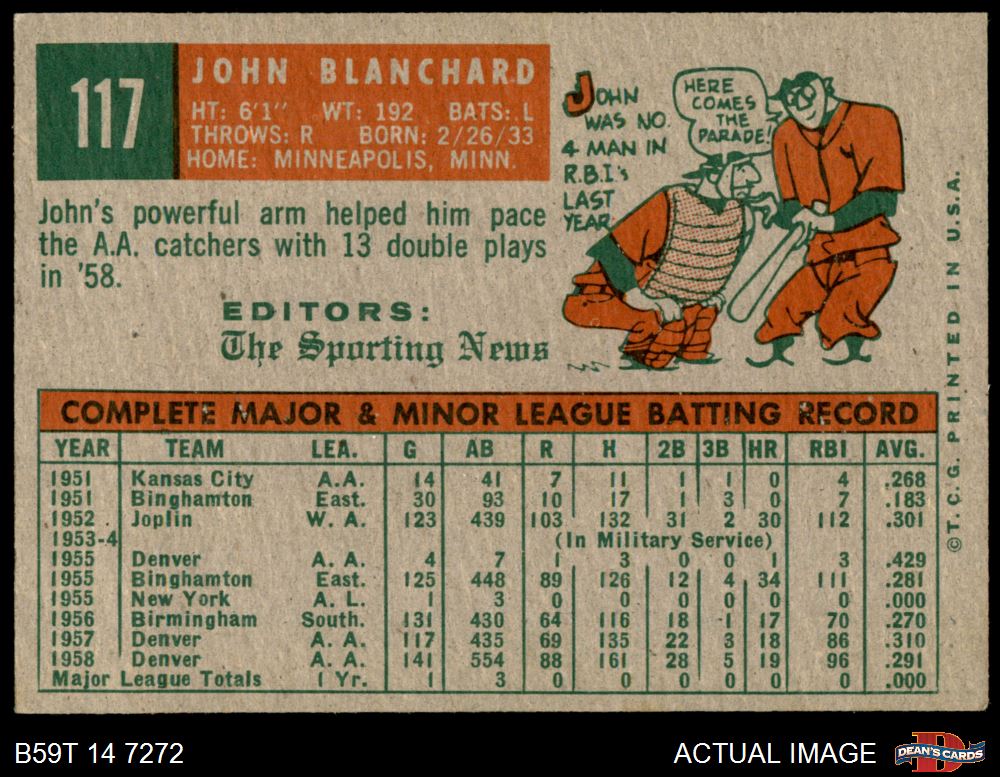 117
JOHN BLANCHARD
HT: 6'1" WT: 192 BATS: L
THROWS: R BORN: 2/26/33
HOME: MINNEAPOLIS, MINN.
John's powerful arm helped him pace
the A.A. catchers with 13 double plays
in '58.
EDITORS:
The Sporting News
JOHN
WAS NO.
4 MAN IN
R.B.I.'s
LAST
YEAR
HERE
COMES
THE
PARADE!
COMPLETE MAJOR & MINOR LEAGUE BATTING RECORD
YEAR TEAM LEA. G AB R H 2B 3B HR RBI AVG.
1951 Kansas City A.A. 14 41 7 11 1 1 0 4 .268
1951 Binghamton East. 30 93 10 17 1 3 0 7 .183
1952 Joplin W. A. 123 439 103 132 31 2 30 112 .301
1953-4 (In Military Service)
1955 Denver A. A. 4 7 1 3 0 0 1 3 .429
1955 Binghamton East. 125 448 89 126 12 4 34 111 .281
1955 New York A. L. 1 3 0 0 0 0 0 0 .000
1956 Birmingham South. 131 430 64 116 18 1 17 70 .270
1957 Denver A. A. 117 435 69 135 22 3 18 86 .310
1958 Denver A. A. 141 554 88 161 28 5 19 96 .291
Major League Totals 1 Yr. 1 3 0 0 0 0 0 0 .000
©T.C.G. PRINTED IN U.S.A.
B59T 14 7272
ACTUAL IMAGE
D
DEAN'S CARDS